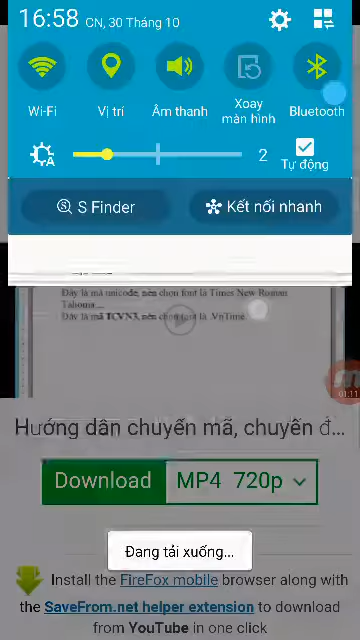 16:58 CN, 30 Tháng 10
Wi-Fi
Vị trí
Âm thanh
Xoay màn hình
Bluetooth
2
Tự động
S Finder
Kết nối nhanh
Đây là mã unicode, nên chọn font là Times New Roman
Tahoma....
Đây là mã TCVN3, nên chọn font là .VnTime.
01:11
Hướng dẫn chuyển mã, chuyển đ...
Download MP4 720p
Đang tải xuống...
Install the FireFox mobile browser along with
the SaveFrom.net helper extension to download
from YouTube in one click